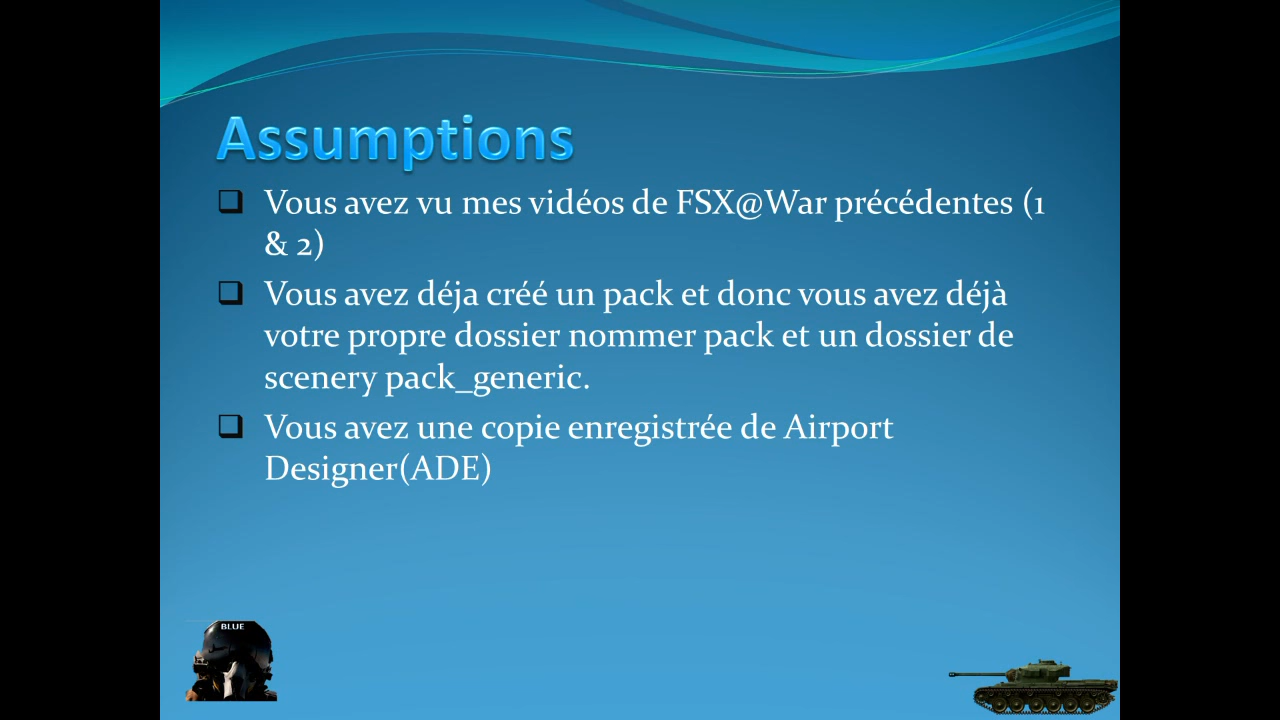 Assumptions
Vous avez vu mes vidéos de FSX@War précédentes (1
& 2)
Vous avez déja créé un pack et donc vous avez déjà
votre propre dossier nommer pack et un dossier de
scenery pack_generic.
Vous avez une copie enregistrée de Airport
Designer(ADE)
BLUE